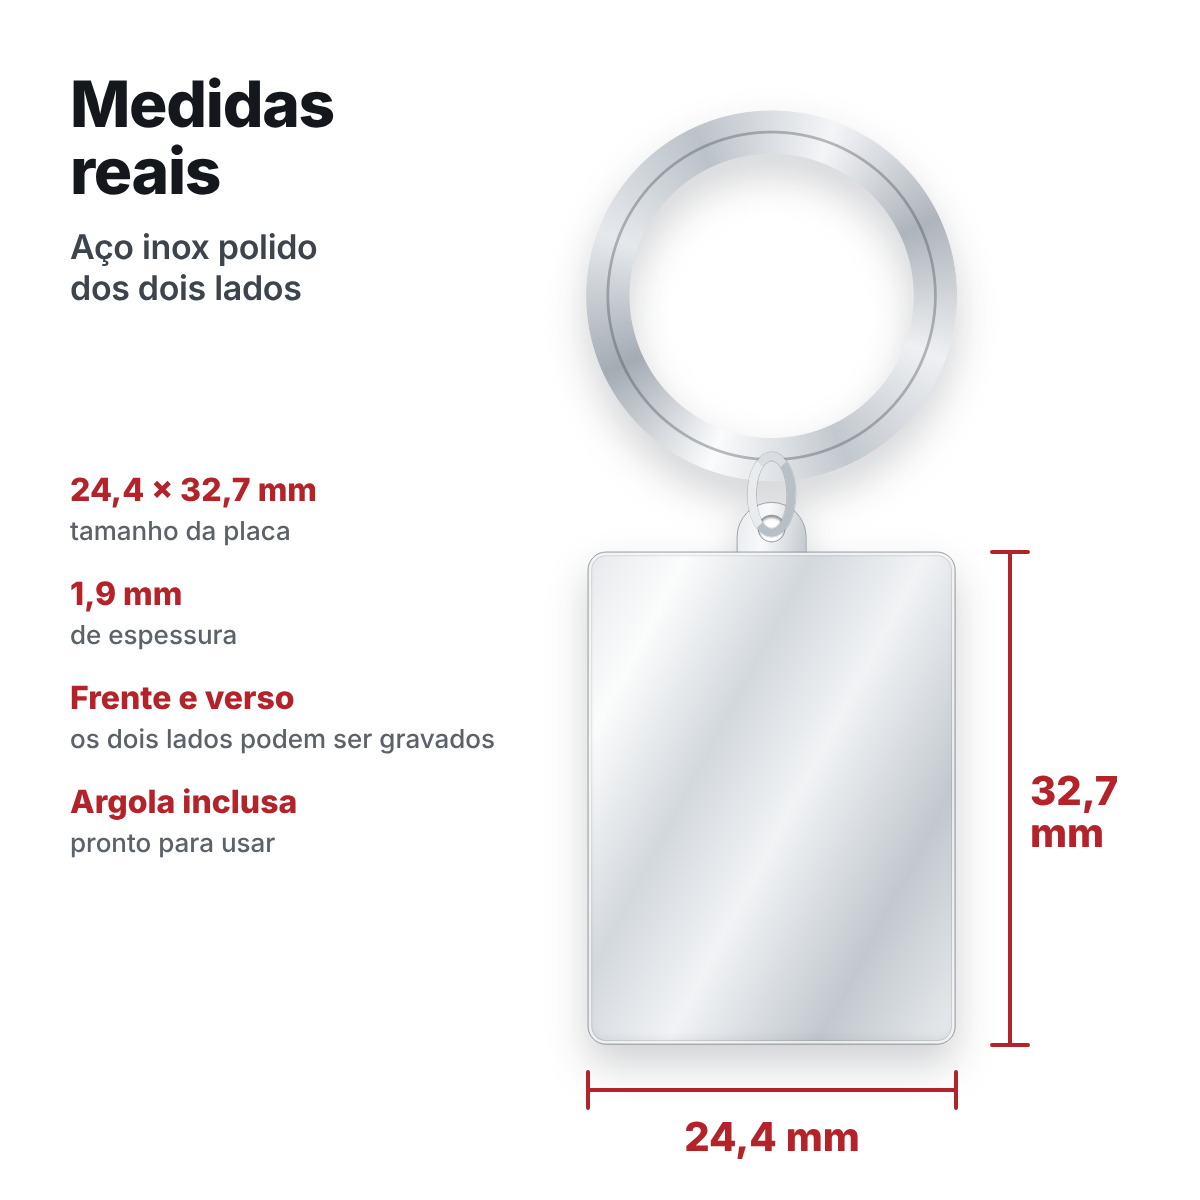 Medidas
reais
Aço inox polido
dos dois lados
24,4 × 32,7 mm
tamanho da placa
1,9 mm
de espessura
Frente e verso
os dois lados podem ser gravados
Argola inclusa
pronto para usar
32,7
mm
24,4 mm